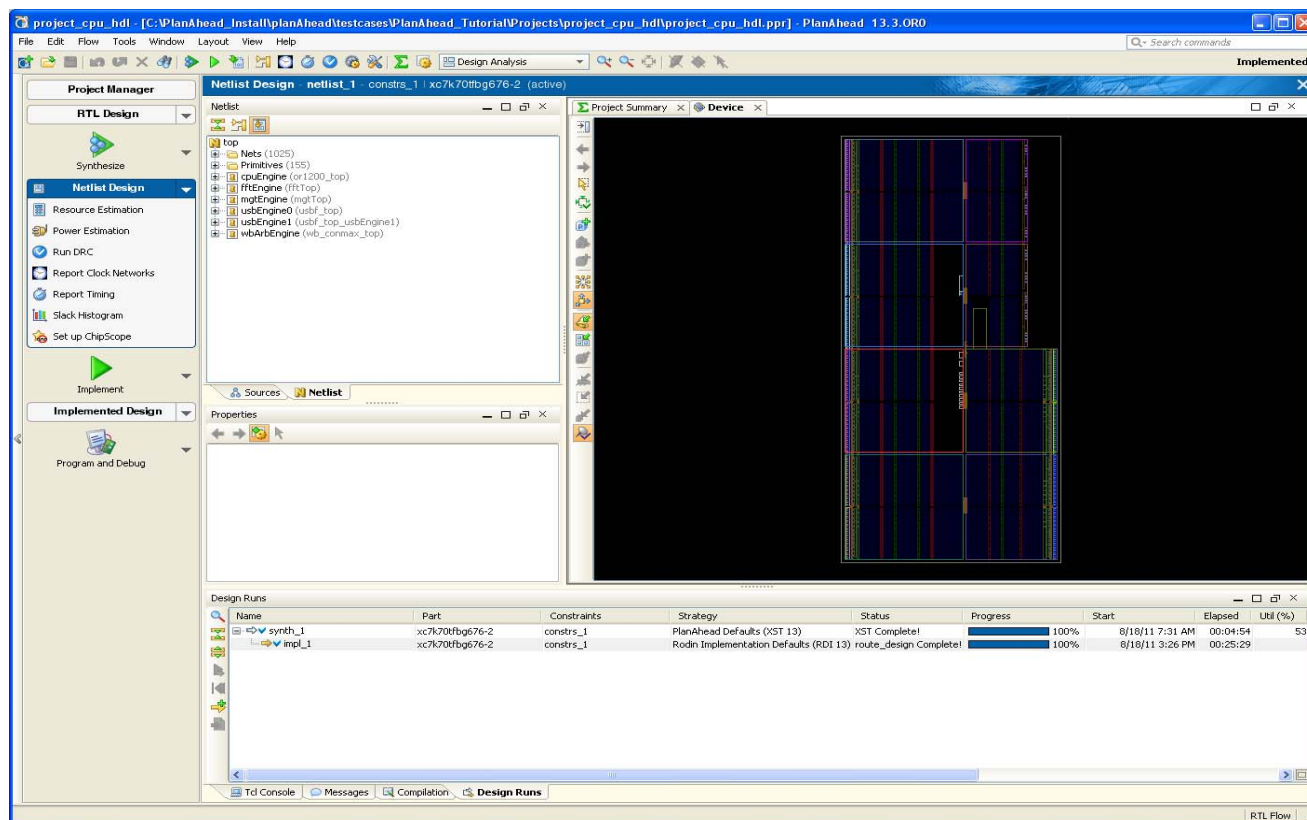 project_cpu_hdl - [C:\PlanAhead_Install\planAhead\testcases\PlanAhead_Tutorial\Projects\project_cpu_hdl\project_cpu_hdl.ppr] - PlanAhead 13.3.0R0
File Edit Flow Tools Window Layout View Help
Search commands
Design Analysis
Implemented
Project Manager
RTL Design
Synthesize
Netlist Design
Resource Estimation
Power Estimation
Run DRC
Report Clock Networks
Report Timing
Slack Histogram
Set up ChipScope
Implement
Implemented Design
Program and Debug
Netlist Design - netlist_1 - constrs_1 | xc7k70tfbg676-2 (active)
Netlist
top
Nets (1025)
Primitives (155)
cpuEngine (or1200_top)
fftEngine (fftTop)
mgtEngine (mgtTop)
usbEngine0 (usbf_top)
usbEngine1 (usbf_top_usbEngine1)
wbArbEngine (wb_conmax_top)
Sources Netlist
Properties
Project Summary Device
Design Runs
Name Part Constraints Strategy Status Progress Start Elapsed Util (%)
synth_1 xc7k70tfbg676-2 constrs_1 PlanAhead Defaults (XST 13) XST Complete! 100% 8/18/11 7:31 AM 00:04:54 53
impl_1 xc7k70tfbg676-2 constrs_1 Rodin Implementation Defaults (RDI 13) route_design Complete! 100% 8/18/11 3:26 PM 00:25:29
Tcl Console Messages Compilation Design Runs
RTL Flow